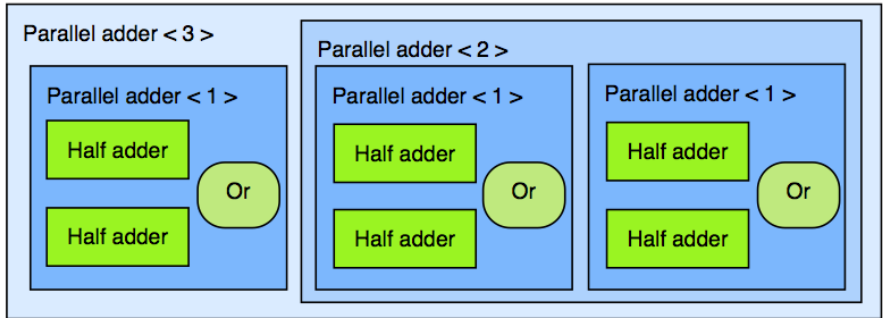 Parallel adder < 3 >
Parallel adder < 2 >
Parallel adder < 1 >
Half adder
Or
Half adder
Parallel adder < 1 >
Half adder
Or
Half adder
Parallel adder < 1 >
Half adder
Or
Half adder